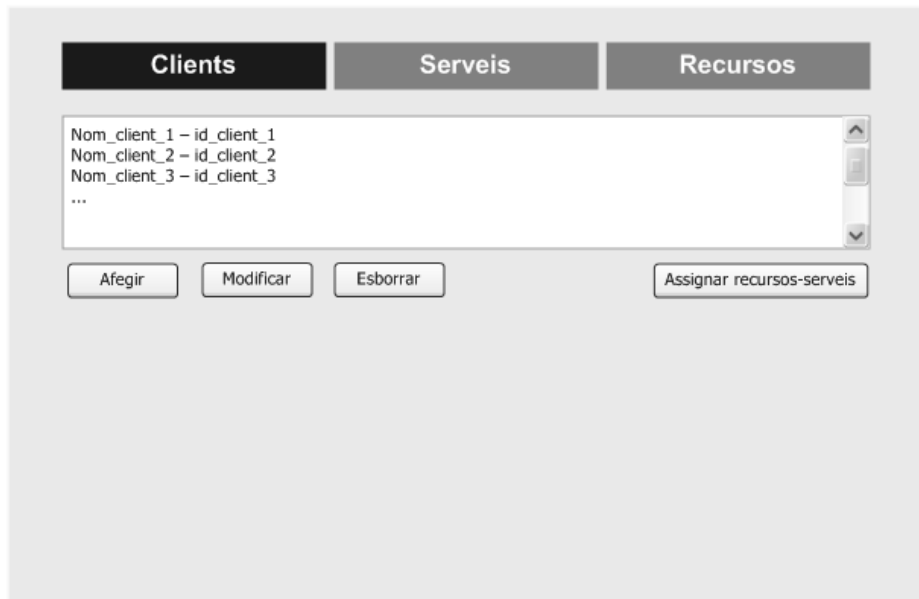 Clients Serveis Recursos
Nom_client_1 – id_client_1
Nom_client_2 – id_client_2
Nom_client_3 – id_client_3
...
Afegir Modificar Esborrar Assignar recursos-serveis